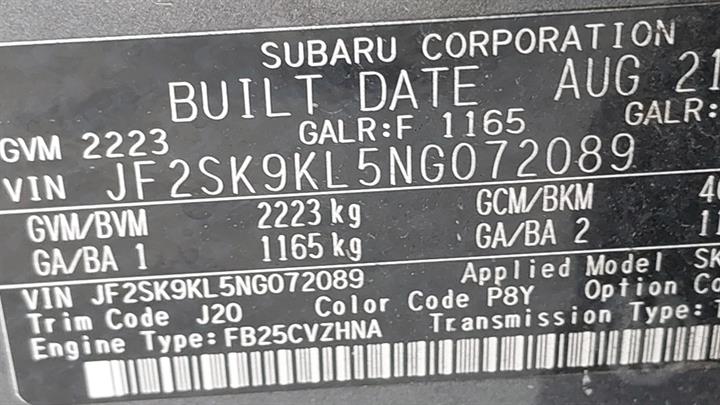 SUBARU CORPORATION
BUILT DATE AUG 21
GVM 2223 GALR:F 1165 GALR:
VIN JF2SK9KL5NG072089
GVM/BVM 2223 kg GCM/BKM
GA/BA 1 1165 kg GA/BA 2
VIN JF2SK9KL5NG072089 Applied Model SK
Trim Code J20 Color Code P8Y Option
Engine Type: FB25CVZHNA Transmission Type: